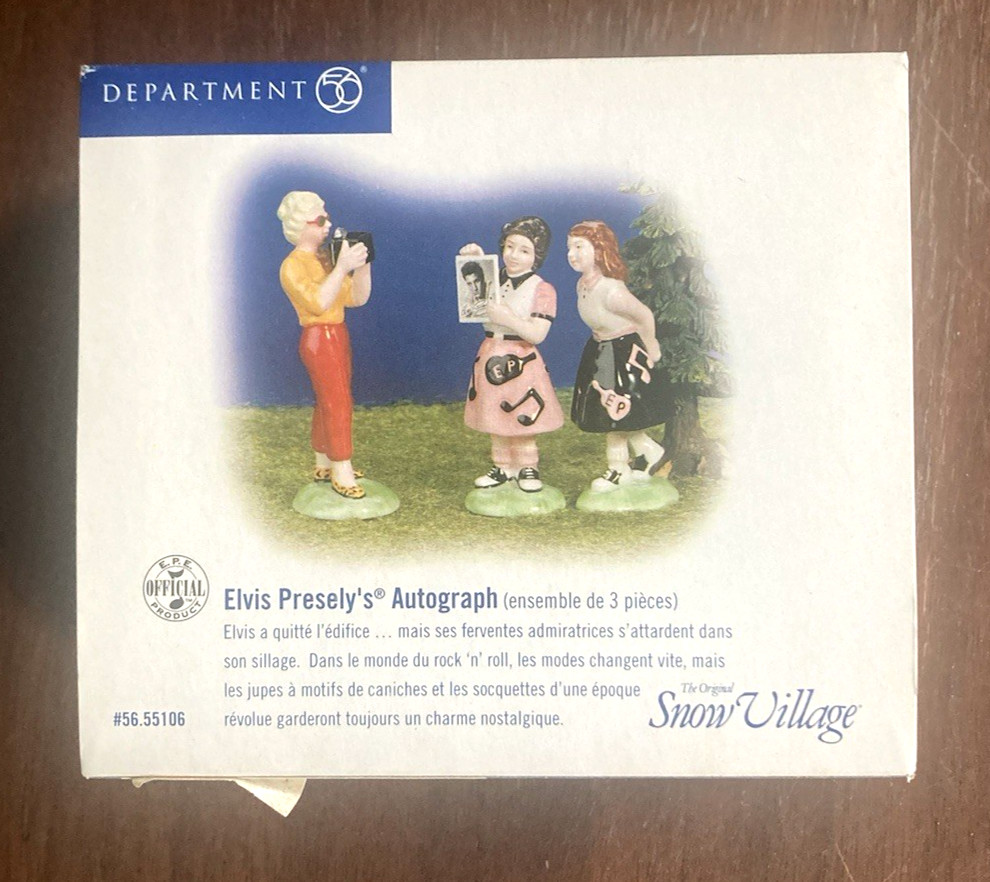 DEPARTMENT 56®
EPT
EP
E.P.E.
OFFICIAL™
PRODUCT
Elvis Presely's® Autograph (ensemble de 3 pièces)
Elvis a quitté l'édifice ... mais ses ferventes admiratrices s'attardent dans
son sillage. Dans le monde du rock 'n' roll, les modes changent vite, mais
les jupes à motifs de caniches et les socquettes d'une époque
révolue garderont toujours un charme nostalgique.
#56.55106
The Original
Snow Village